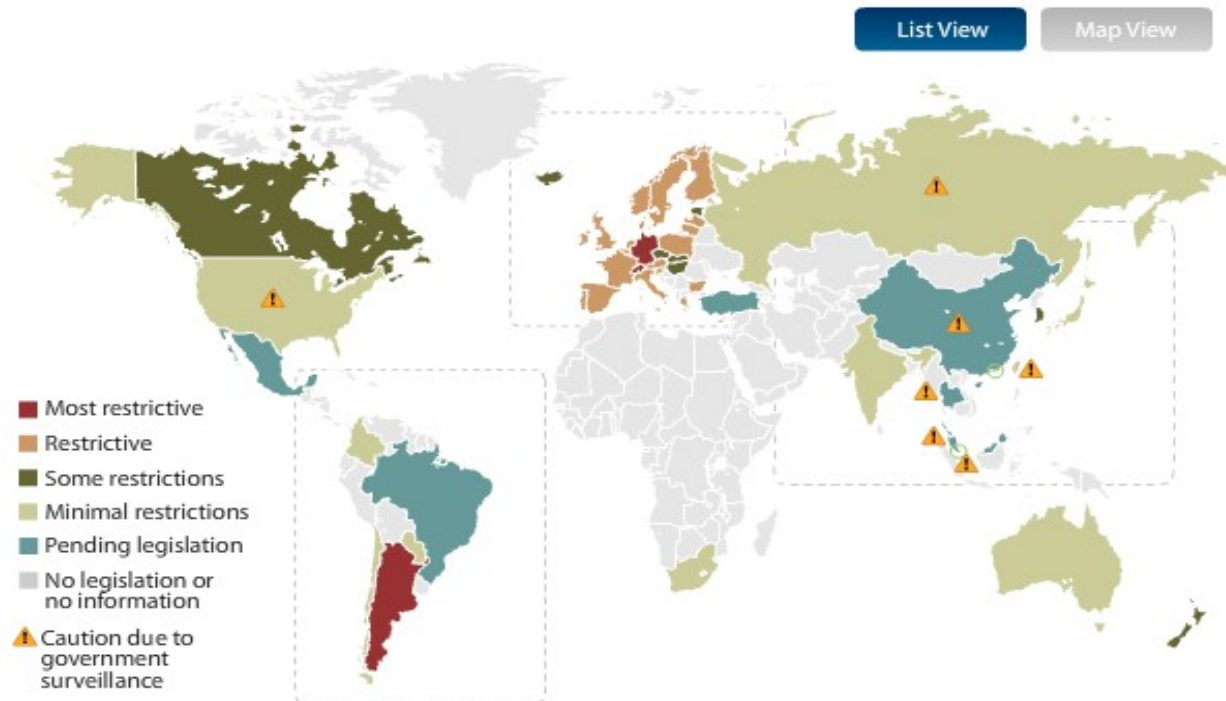 List View
Map View
Most restrictive
Restrictive
Some restrictions
Minimal restrictions
Pending legislation
No legislation or
no information
Caution due to
government
surveillance